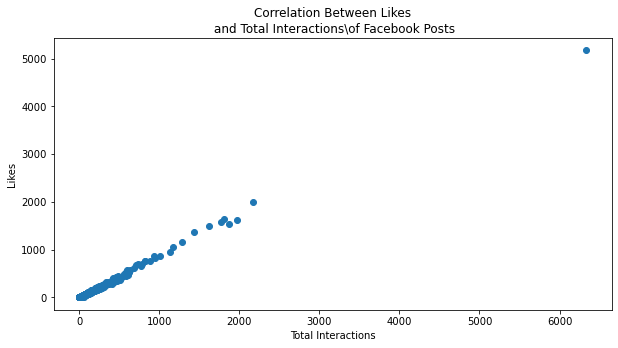 Correlation Between Likes
and Total Interactions\of Facebook Posts
5000
4000
3000
2000
1000
0
Likes
0 1000 2000 3000 4000 5000 6000
Total Interactions